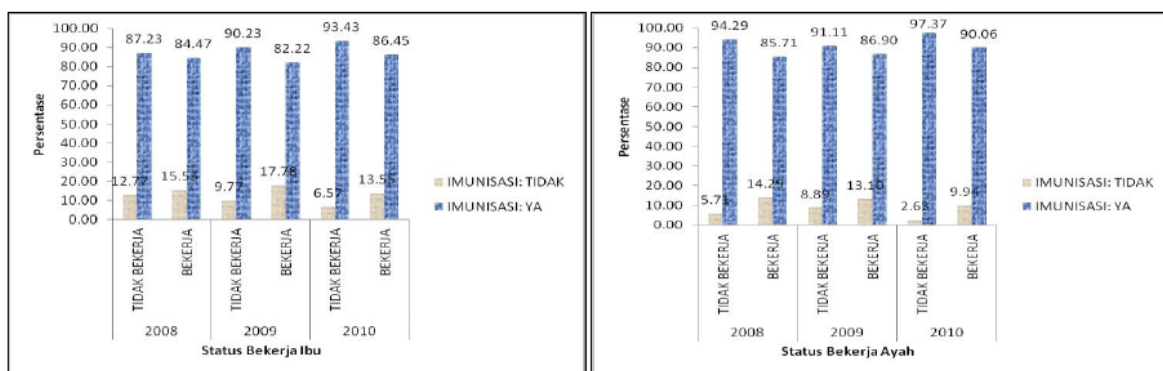 100.00
90.00
80.00
70.00
60.00
50.00
40.00
30.00
20.00
10.00
0.00
Persentase
87.23 84.47 90.23 82.22 93.43 86.45
12.77 15.53 9.77 17.78 6.57 13.55
IMUNISASI: TIDAK
IMUNISASI: YA
TIDAK BEKERJA BEKERJA TIDAK BEKERJA BEKERJA TIDAK BEKERJA BEKERJA
2008 2009 2010
Status Bekerja Ibu
100.00
90.00
80.00
70.00
60.00
50.00
40.00
30.00
20.00
10.00
0.00
Persentase
94.29 85.71 91.11 86.90 97.37 90.06
5.71 14.29 8.89 13.10 2.63 9.94
IMUNISASI: TIDAK
IMUNISASI: YA
TIDAK BEKERJA BEKERJA TIDAK BEKERJA BEKERJA TIDAK BEKERJA BEKERJA
2008 2009 2010
Status Bekerja Ayah